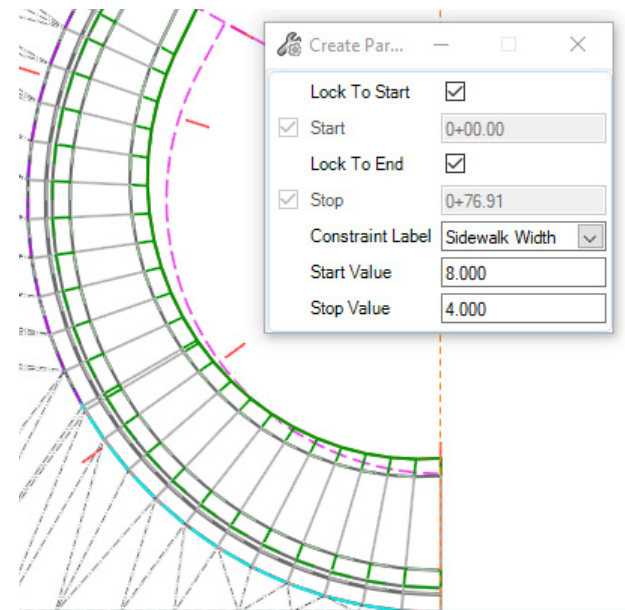 Create Par...
Lock To Start
Start 0+00.00
Lock To End
Stop 0+76.91
Constraint Label Sidewalk Width
Start Value 8.000
Stop Value 4.000